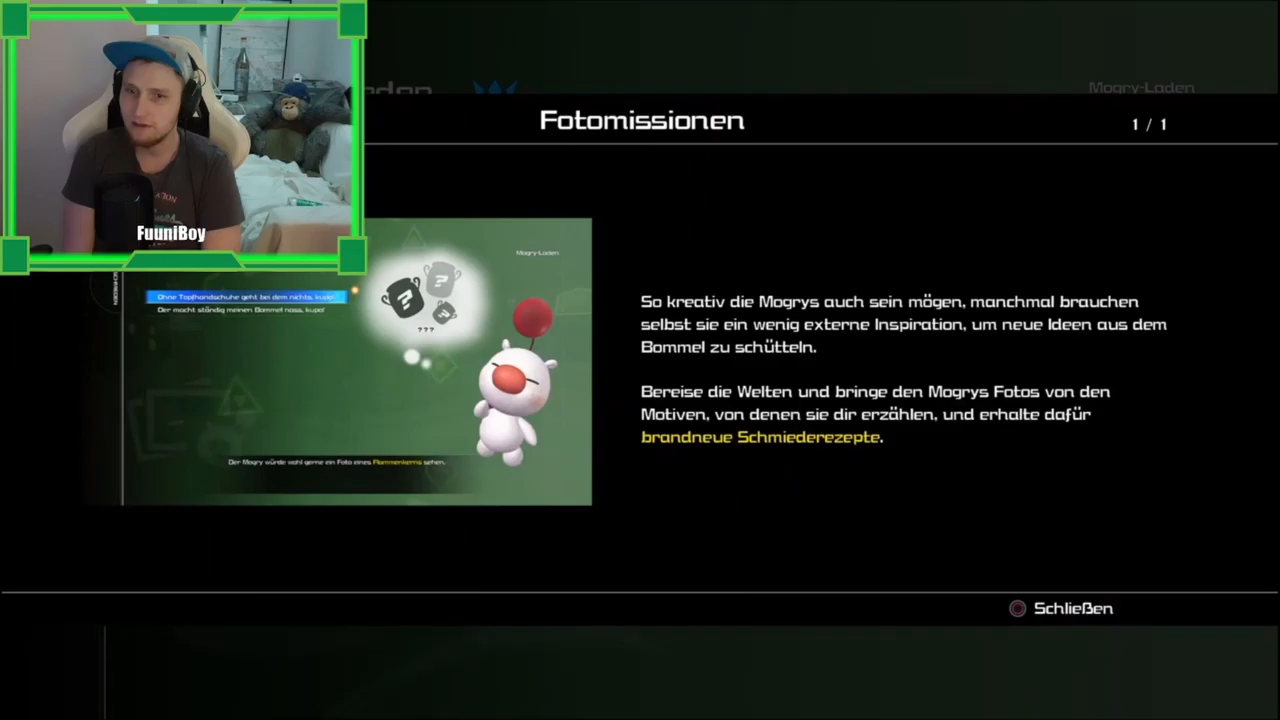 Mogry-Laden
Fotomissionen
1 / 1
FuuniBoy
Mogry-Laden
Ohne Topfhandschuhe geht bei dem nichts, kupo!
Der macht ständig meinen Bommel nass, kupo!
? ? ?
???
Der Mogry würde wohl gerne ein Foto eines Flammenkerns sehen.
So kreativ die Mogrys auch sein mögen, manchmal brauchen
selbst sie ein wenig externe Inspiration, um neue Ideen aus dem
Bommel zu schütteln.
Bereise die Welten und bringe den Mogrys Fotos von den
Motiven, von denen sie dir erzählen, und erhalte dafür
brandneue Schmiederezepte.
Schließen